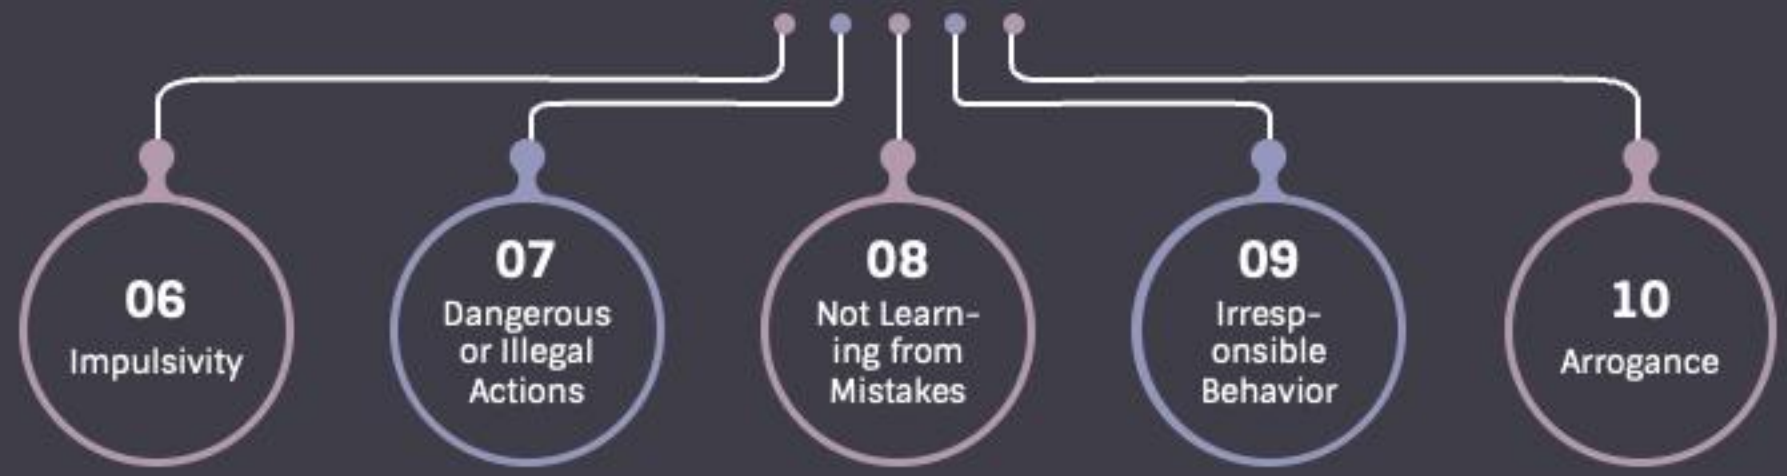 06
Impulsivity
07
Dangerous
or Illegal
Actions
08
Not Learn-
ing from
Mistakes
09
Irresp-
onsible
Behavior
10
Arrogance